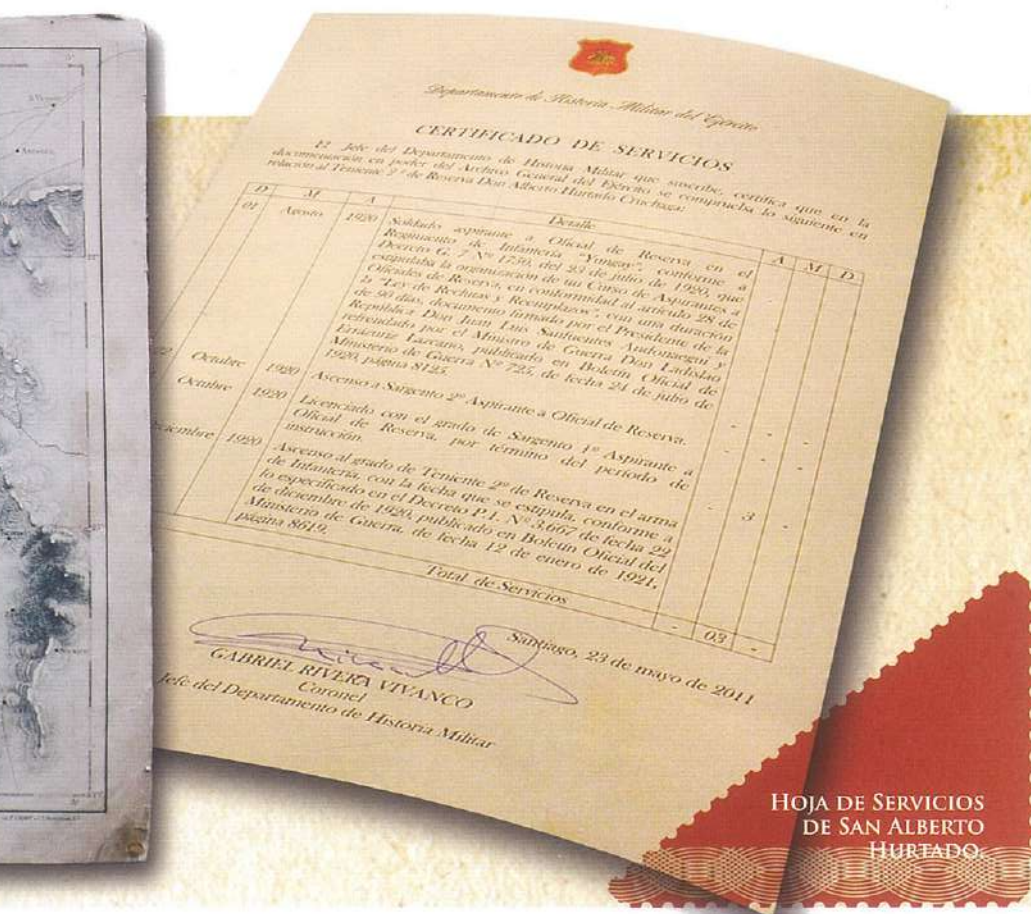 Departamento de Historia Militar del Ejército
CERTIFICADO DE SERVICIOS
El Jefe del Departamento de Historia Militar que suscribe, certifica que en la
documentación en poder del Archivo General del Ejército se comprueba lo siguiente en
relación al Teniente 2º de Reserva Don Alberto Hurtado Cruchaga:
D M A Detalle A M D
01 Agosto 1920 Soldado aspirante a Oficial de Reserva en el
Regimiento de Infantería "Yungay", conforme a
Decreto G. 7 Nº 1750, del 23 de julio de 1920, que
estipulaba la organización de un Curso de Aspirantes a
Oficiales de Reserva, en conformidad al artículo 28 de
la "Ley de Reclutas y Reemplazos", con una duración
de 90 días, documento firmado por el Presidente de la
República Don Juan Luis Sanfuentes Andonaegui y
refrendado por el Ministro de Guerra Don Ladislao
Errázuriz Lazcano, publicado en Boletín Oficial de
Ministerio de Guerra Nº 725, de fecha 24 de julio de
1920, página 8125. - - -
Octubre 1920 Ascenso a Sargento 2º Aspirante a Oficial de Reserva. - - -
Octubre 1920 Licenciado con el grado de Sargento 1º Aspirante a
Oficial de Reserva, por término del período de
instrucción. - 3 -
1920 Ascenso al grado de Teniente 2º de Reserva en el arma
de Infantería, con la fecha que se estipula, conforme a
lo especificado en el Decreto P.1. Nº 3.667 de fecha 22
de diciembre de 1920, publicado en Boletín Oficial del
Ministerio de Guerra, de fecha 12 de enero de 1921,
página 8619.
Total de Servicios - 03 -
Santiago, 23 de mayo de 2011
GABRIEL RIVERA VIVANCO
Coronel
Jefe del Departamento de Historia Militar
HOJA DE SERVICIOS
DE SAN ALBERTO
HURTADO.